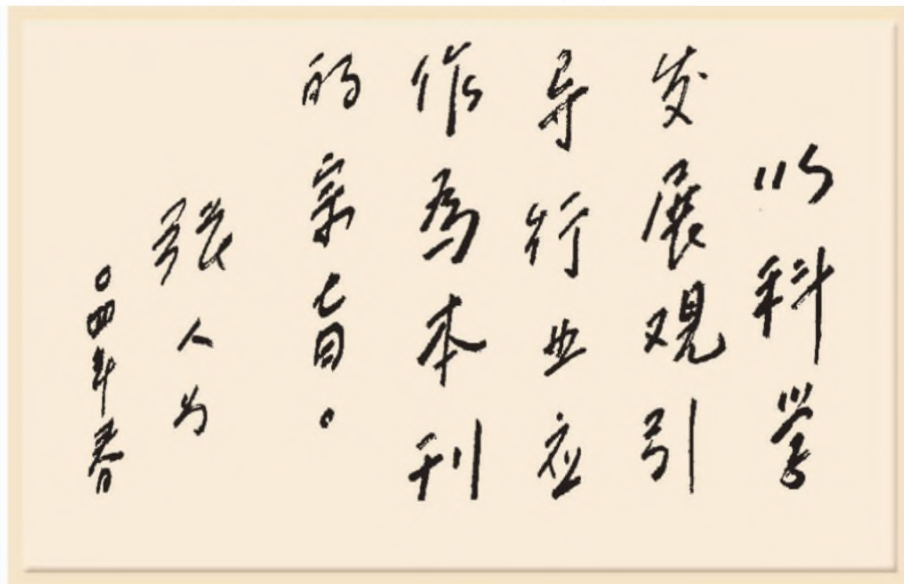 以科学
发展观引
导行业应
作为本刊
的宗旨。
张人为
〇四年春